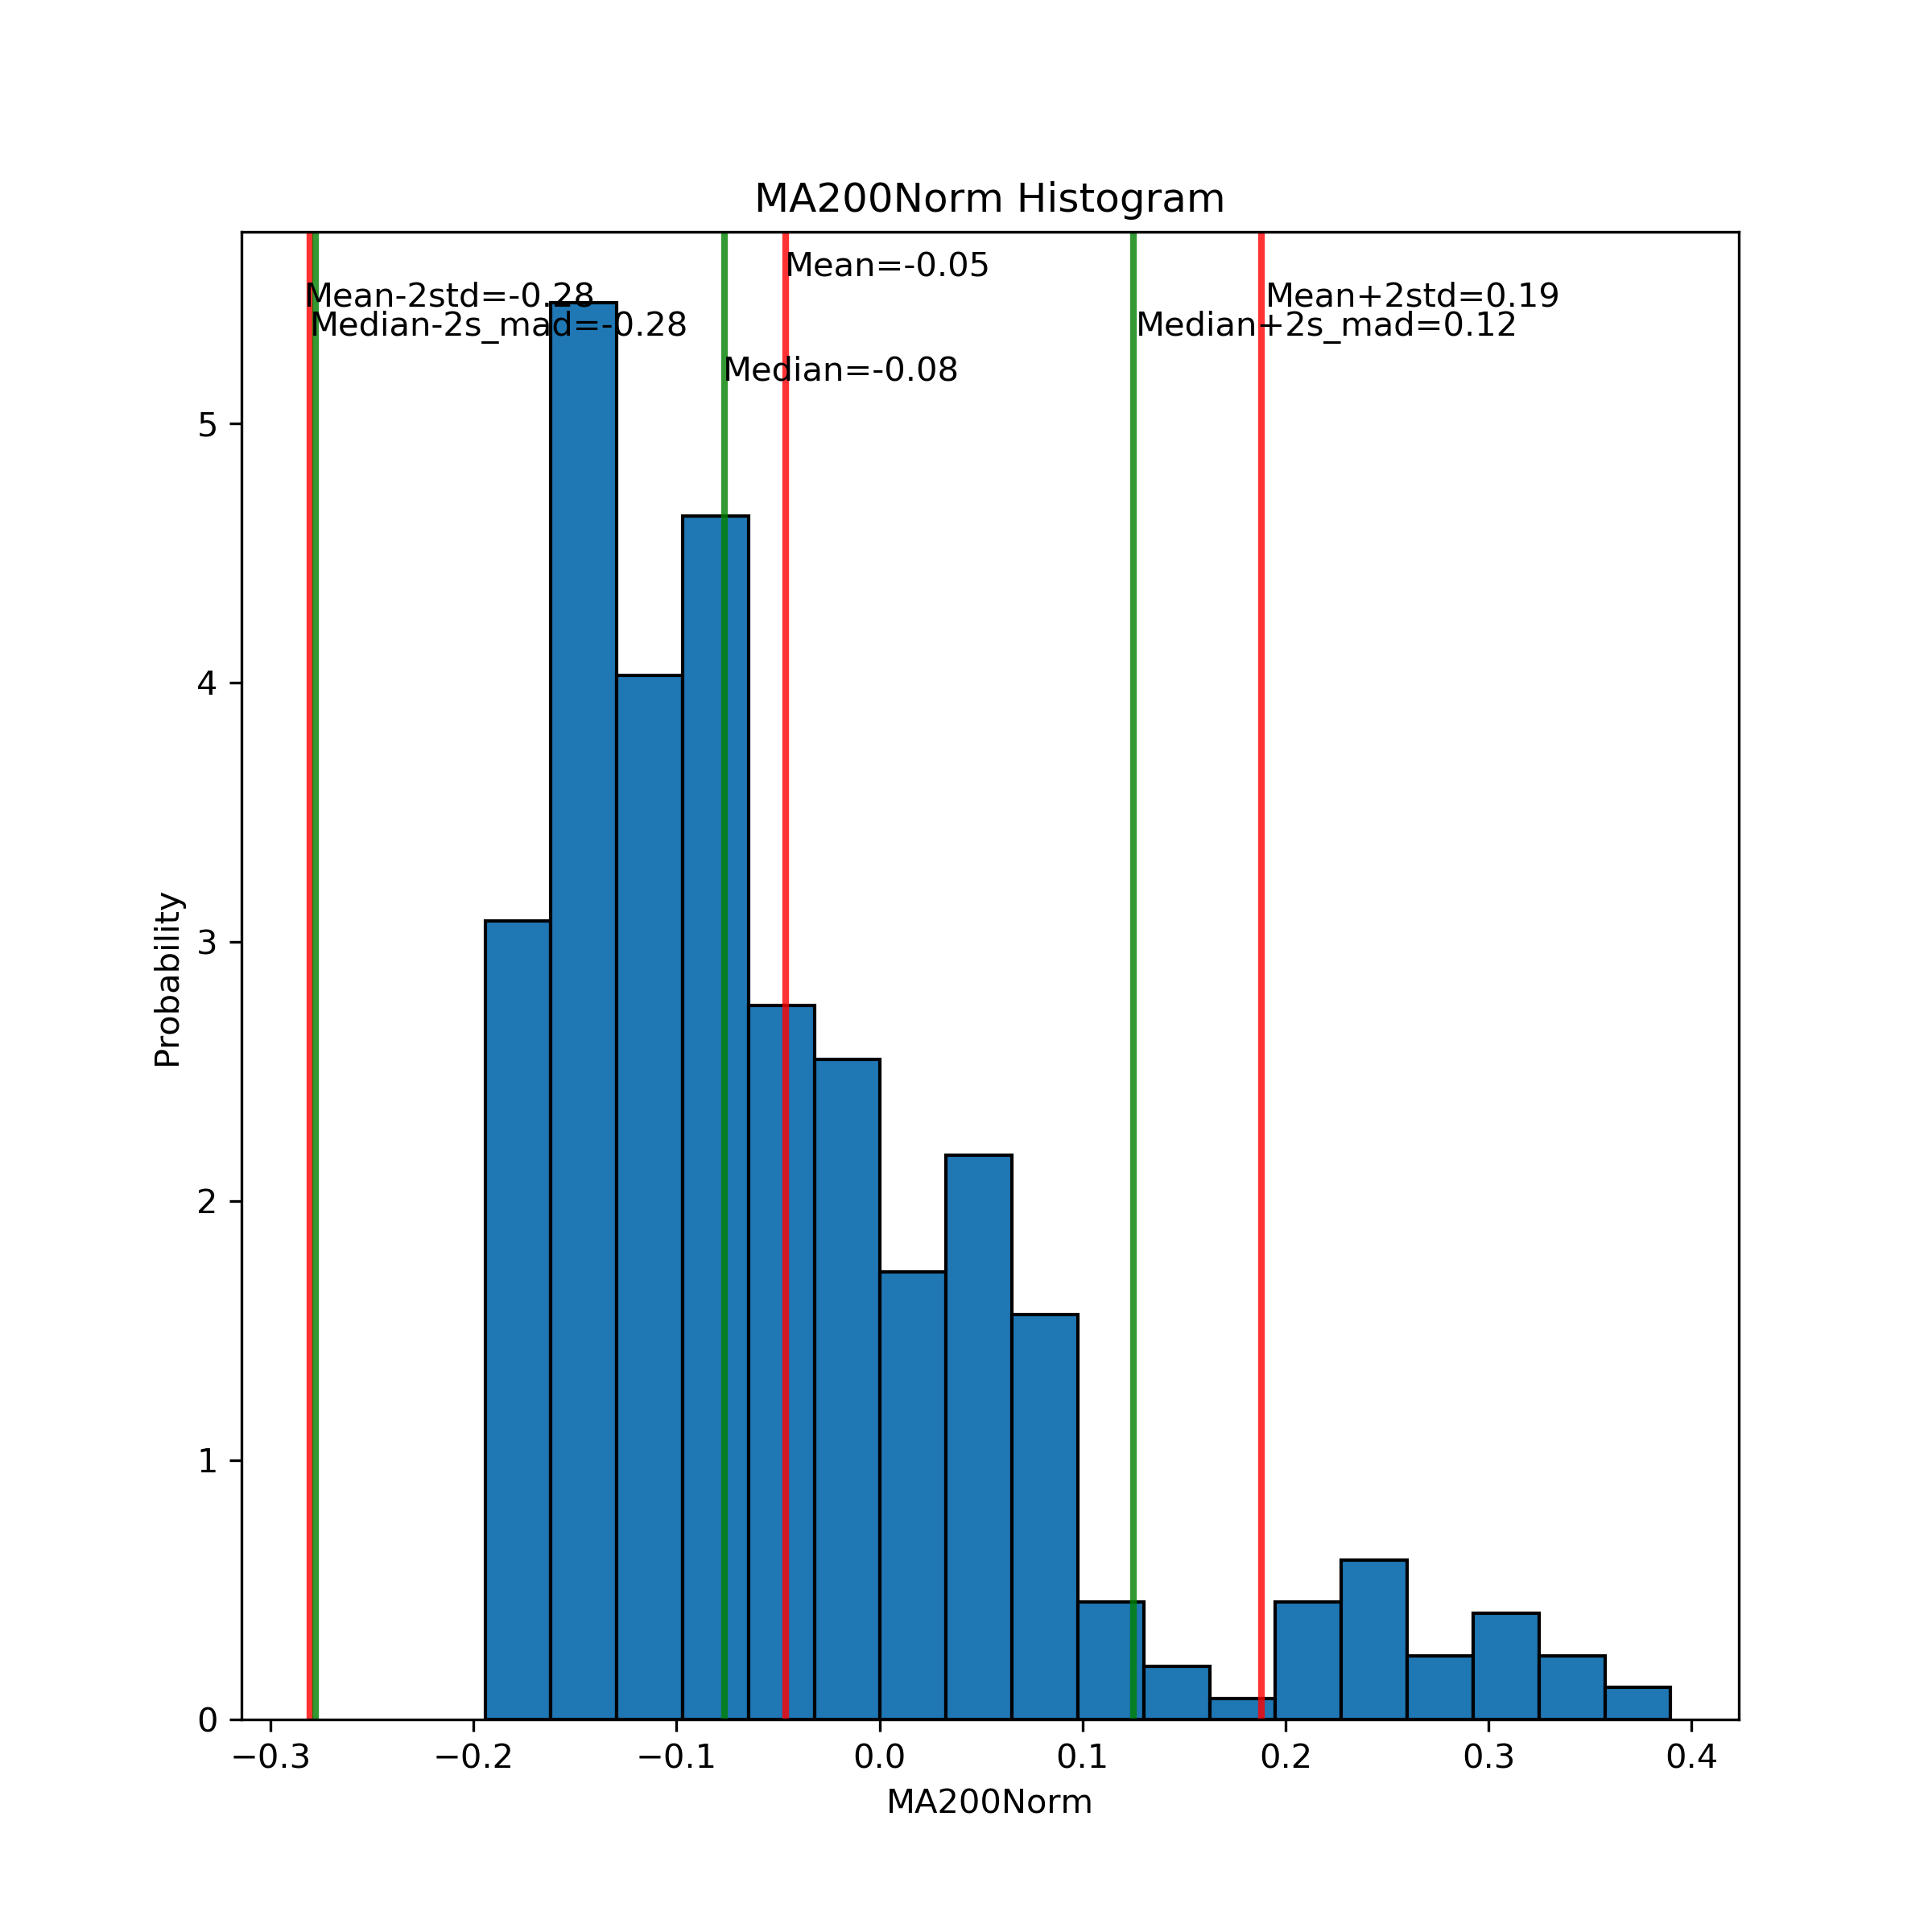 MA200Norm Histogram
Mean=-0.05
Mean-2std=-0.28
Mean+2std=0.19
Median-2s_mad=-0.28
Median+2s_mad=0.12
Median=-0.08
5
4
3
2
1
0
Probability
−0.3 −0.2 −0.1 0.0 0.1 0.2 0.3 0.4
MA200Norm